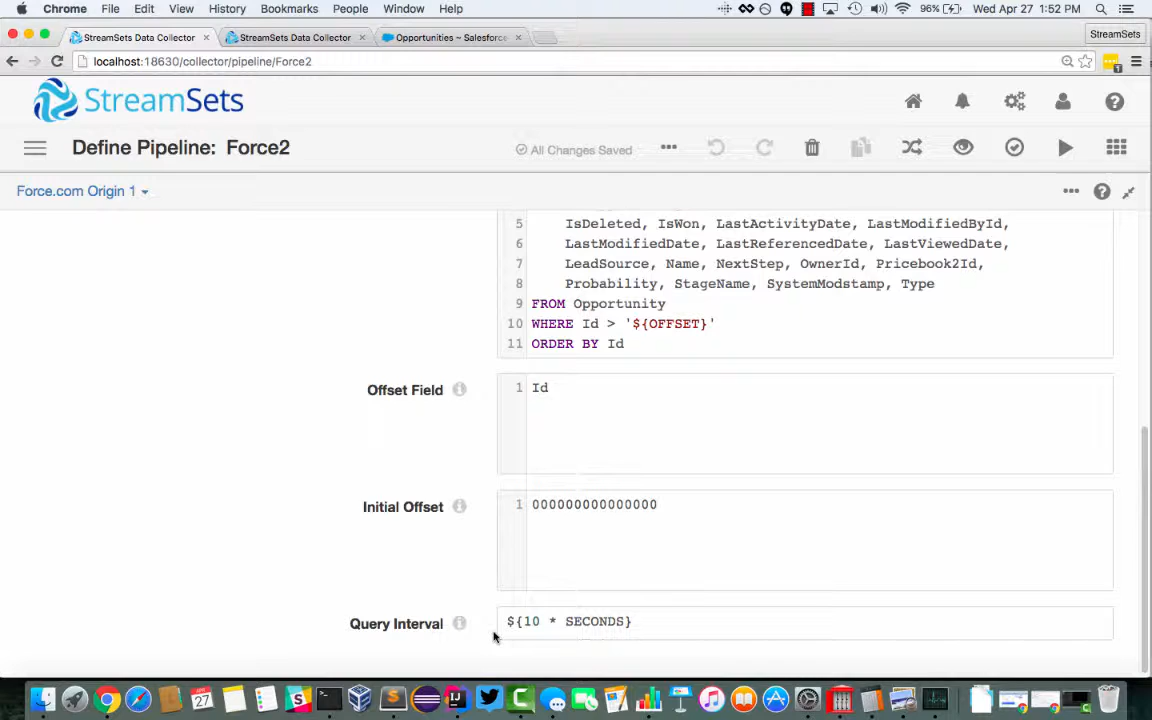 Chrome File Edit View History Bookmarks People Window Help 96% Wed Apr 27 1:52 PM
StreamSets Data Collector × StreamSets Data Collector × Opportunities ~ Salesforce × StreamSets
localhost:18630/collector/pipeline/Force2
StreamSets
Define Pipeline: Force2 All Changes Saved
Force.com Origin 1
5 IsDeleted, IsWon, LastActivityDate, LastModifiedById,
6 LastModifiedDate, LastReferencedDate, LastViewedDate,
7 LeadSource, Name, NextStep, OwnerId, Pricebook2Id,
8 Probability, StageName, SystemModstamp, Type
9 FROM Opportunity
10 WHERE Id > '${OFFSET}'
11 ORDER BY Id
Offset Field 1 Id
Initial Offset 1 000000000000000
Query Interval ${10 * SECONDS}